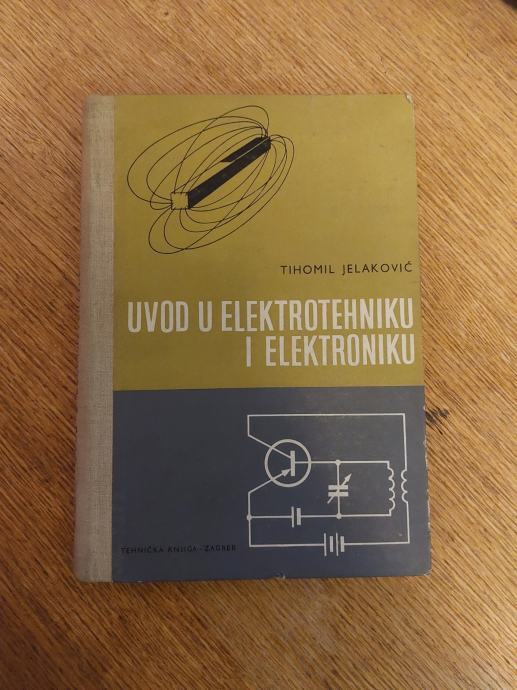 TIHOMIL JELAKOVIĆ
UVOD U ELEKTROTEHNIKU
I ELEKTRONIKU
TEHNIČKA KNJIGA - ZAGREB